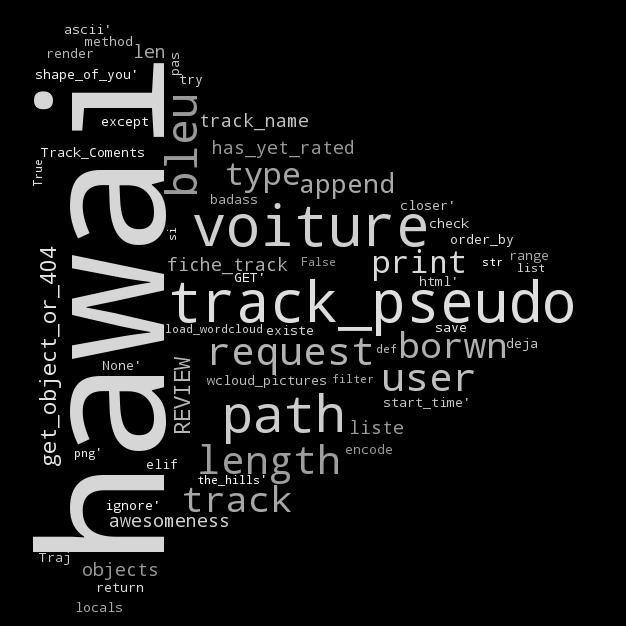 ascii'
method
render
len
pas
shape_of_you'
try
hawai
except
bleu
track_name
has_yet_rated
Track_Coments
True
type
append
badass
closer'
voiture
check
si
order_by
fiche_track
False
print
str
range
list
GET'
html'
get_object_or_404
track_pseudo
load_wordcloud
existe
save
request
def
borwn
deja
None'
REVIEW
wcloud_pictures
filter
user
start_time'
path
liste
encode
png'
elif
length
the_hills'
ignore'
track
awesomeness
Traj
objects
return
locals